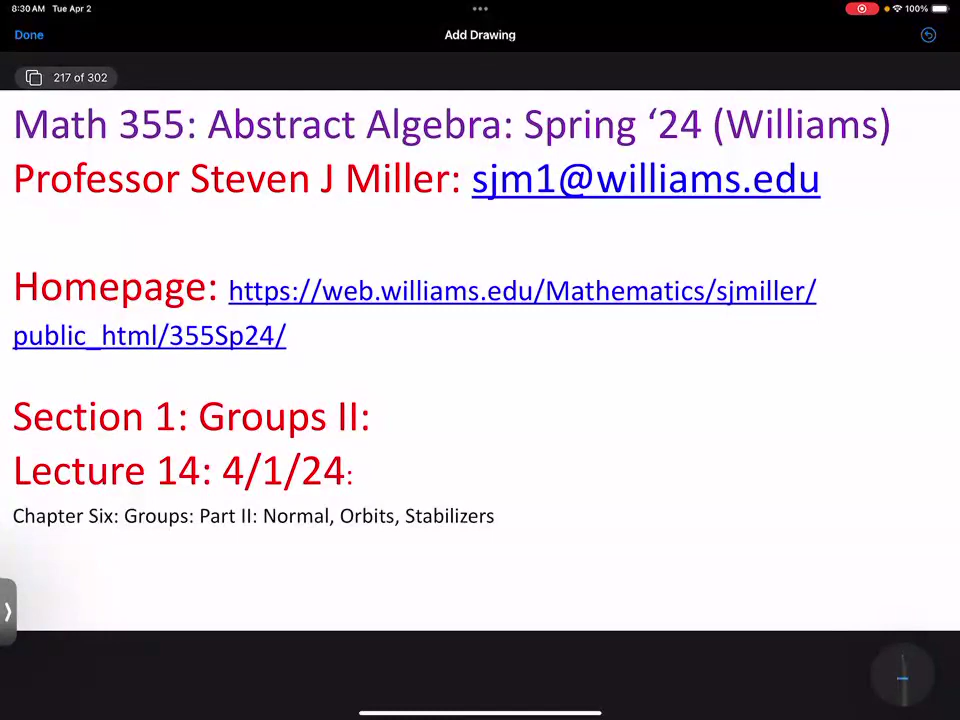 8:30 AM Tue Apr 2
100%
Done
Add Drawing
217 of 302
Math 355: Abstract Algebra: Spring ‘24 (Williams)
Professor Steven J Miller: sjm1@williams.edu
Homepage: https://web.williams.edu/Mathematics/sjmiller/
public_html/355Sp24/
Section 1: Groups II:
Lecture 14: 4/1/24:
Chapter Six: Groups: Part II: Normal, Orbits, Stabilizers